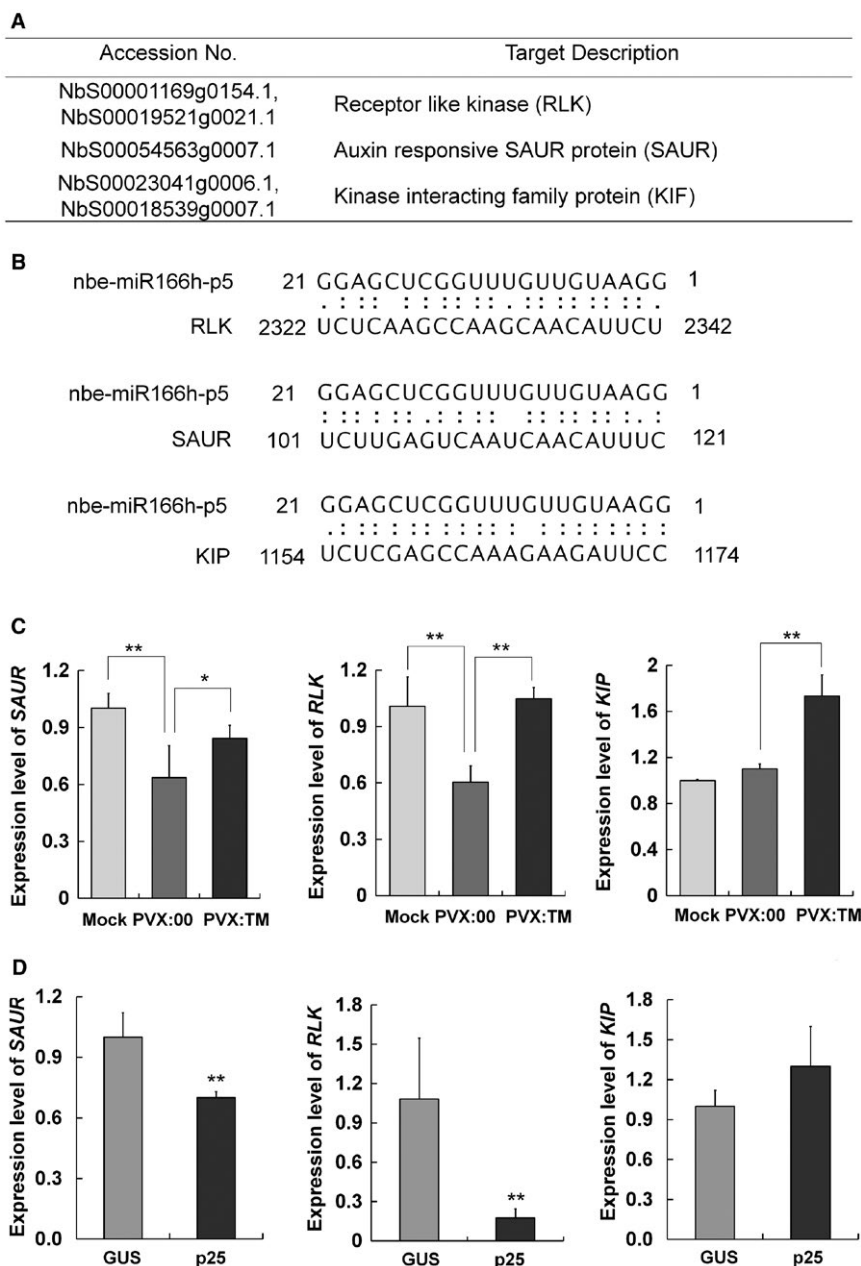 A
Accession No. Target Description
NbS00001169g0154.1,
NbS00019521g0021.1
Receptor like kinase (RLK)
NbS00054563g0007.1 Auxin responsive SAUR protein (SAUR)
NbS00023041g0006.1,
NbS00018539g0007.1
Kinase interacting family protein (KIF)
B
nbe-miR166h-p5 21 GGAGCUCGGUUUGUUGUAAGG 1
. : : : : : : : : . : : : : : : : .
RLK 2322 UCUCAAGCCAAGCAACAUUCU 2342
nbe-miR166h-p5 21 GGAGCUCGGUUUGUUGUAAGG 1
: : : : : : . : : : : : : : : : : : . :
SAUR 101 UCUUGAGUCAAUCAACAUUUC 121
nbe-miR166h-p5 21 GGAGCUCGGUUUGUUGUAAGG 1
. : : : : : : : : : : : : : : : : : : :
KIP 1154 UCUCGAGCCAAAGAAGAUUCC 1174
C
Expression level of SAUR
1.2
0.9
0.6
0.3
0
**
*
Mock PVX:00 PVX:TM
Expression level of RLK
1.2
0.9
0.6
0.3
0
**
**
Mock PVX:00 PVX:TM
Expression level of KIP
2
1.6
1.2
0.8
0.4
0
**
Mock PVX:00 PVX:TM
D
Expression level of SAUR
1.2
0.9
0.6
0.3
0.0
**
GUS p25
Expression level of RLK
1.8
1.5
1.2
0.9
0.6
0.3
0.0
**
GUS p25
Expression level of KIP
1.8
1.5
1.2
0.9
0.6
0.3
0.0
GUS p25